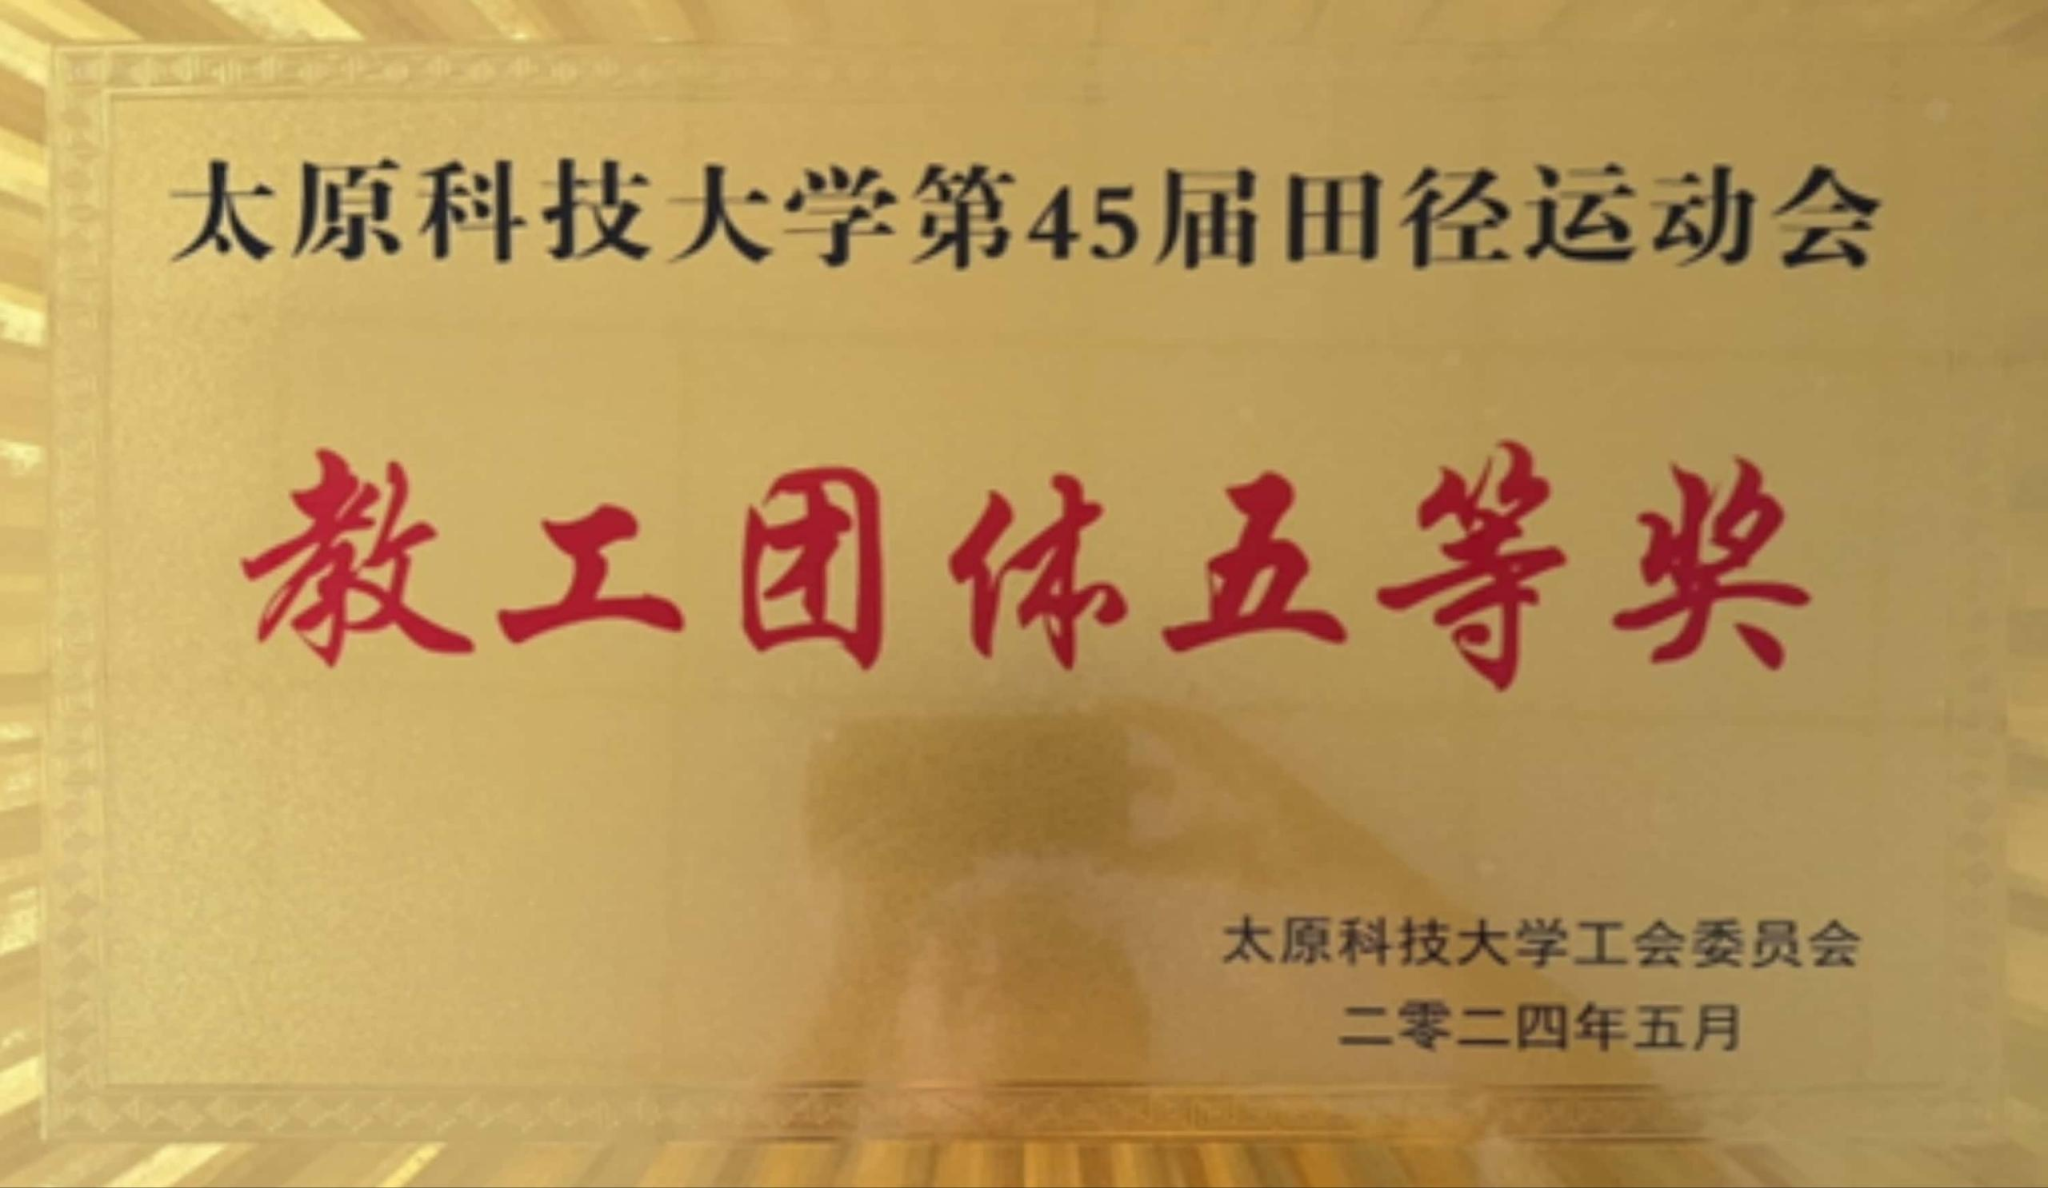 太原科技大学第45届田径运动会
教工团体五等奖
太原科技大学工会委员会
二零二四年五月